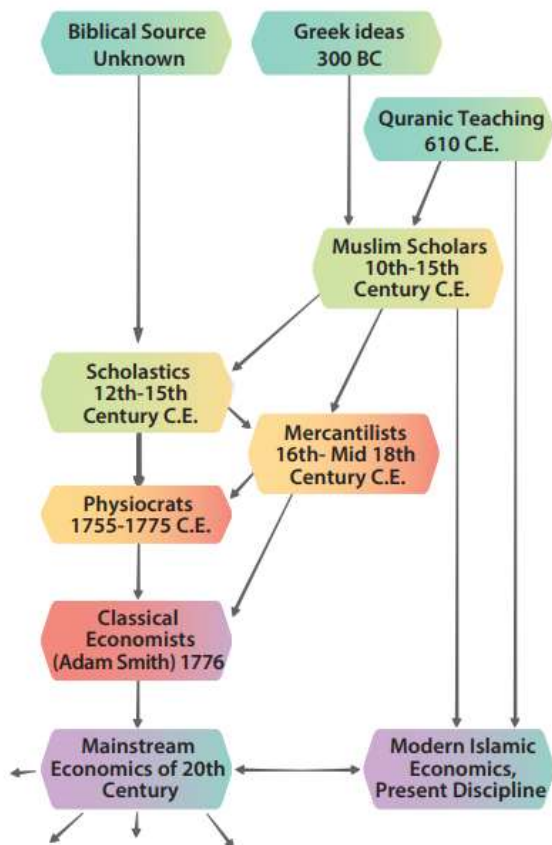 Biblical Source
Unknown
Greek ideas
300 BC
Quranic Teaching
610 C.E.
Muslim Scholars
10th-15th
Century C.E.
Scholastics
12th-15th
Century C.E.
Mercantilists
16th- Mid 18th
Century C.E.
Physiocrats
1755-1775 C.E.
Classical
Economists
(Adam Smith) 1776
Mainstream
Economics of 20th
Century
Modern Islamic
Economics,
Present Discipline